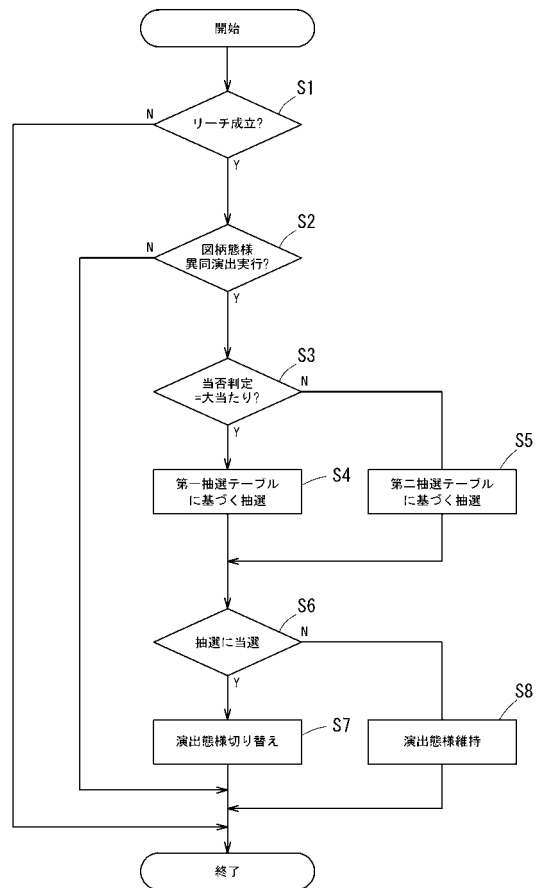 開始
S1
N
リーチ成立?
Y
S2
N
図柄態様
異同演出実行?
Y
S3
当否判定
=大当たり?
N
Y
S5
第一抽選テーブル
に基づく抽選
S4
第二抽選テーブル
に基づく抽選
S6
抽選に当選
N
Y
S8
演出態様切り替え
S7
演出態様維持
終了